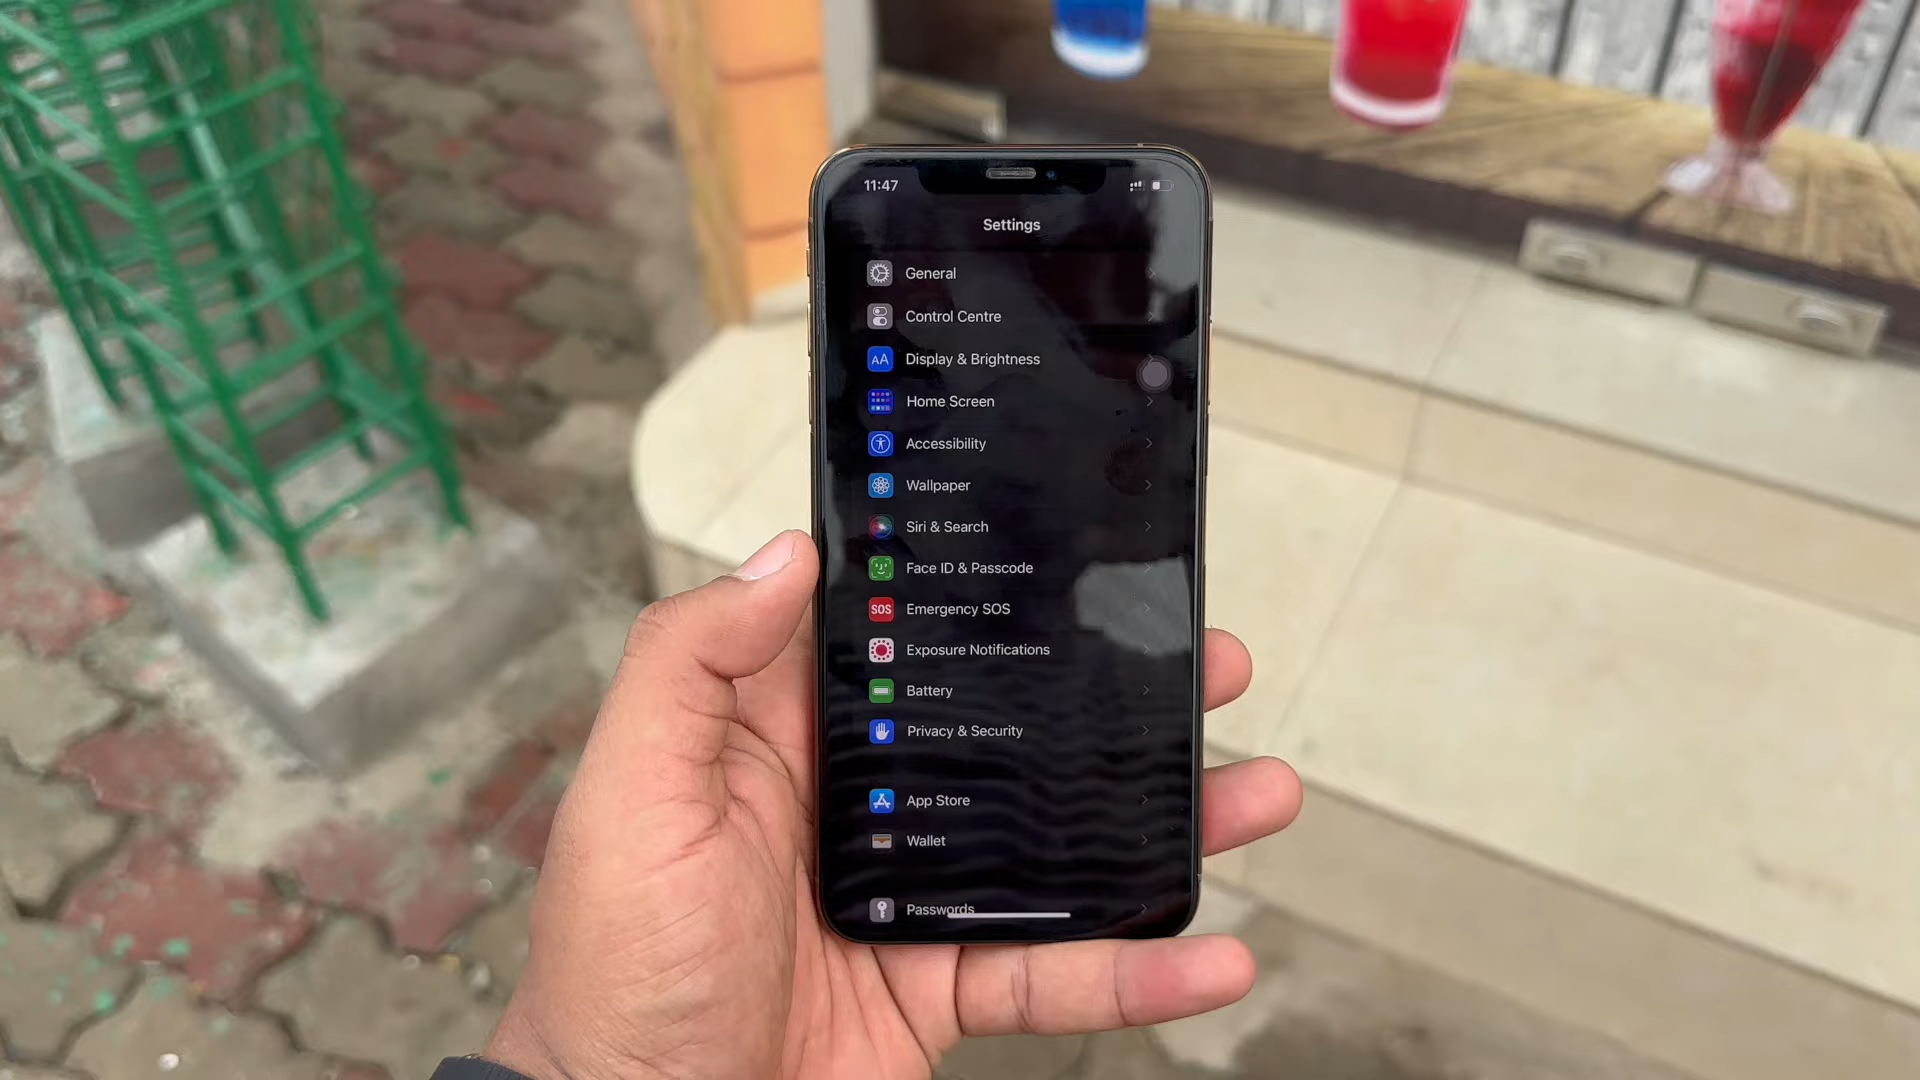 11:47
Settings
General
Control Centre
AA Display & Brightness
Home Screen
Accessibility
Wallpaper
Siri & Search
Face ID & Passcode
SOS Emergency SOS
Exposure Notifications
Battery
Privacy & Security
App Store
Wallet
Passwords